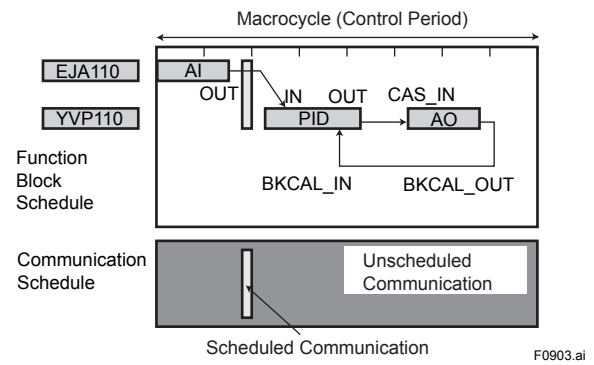 Macrocycle (Control Period)
EJA110
AI
OUT
IN
OUT
CAS_IN
YVP110
PID
AO
Function
Block
Schedule
BKCAL_IN
BKCAL_OUT
Communication
Schedule
Unscheduled
Communication
Scheduled Communication
F0903.ai